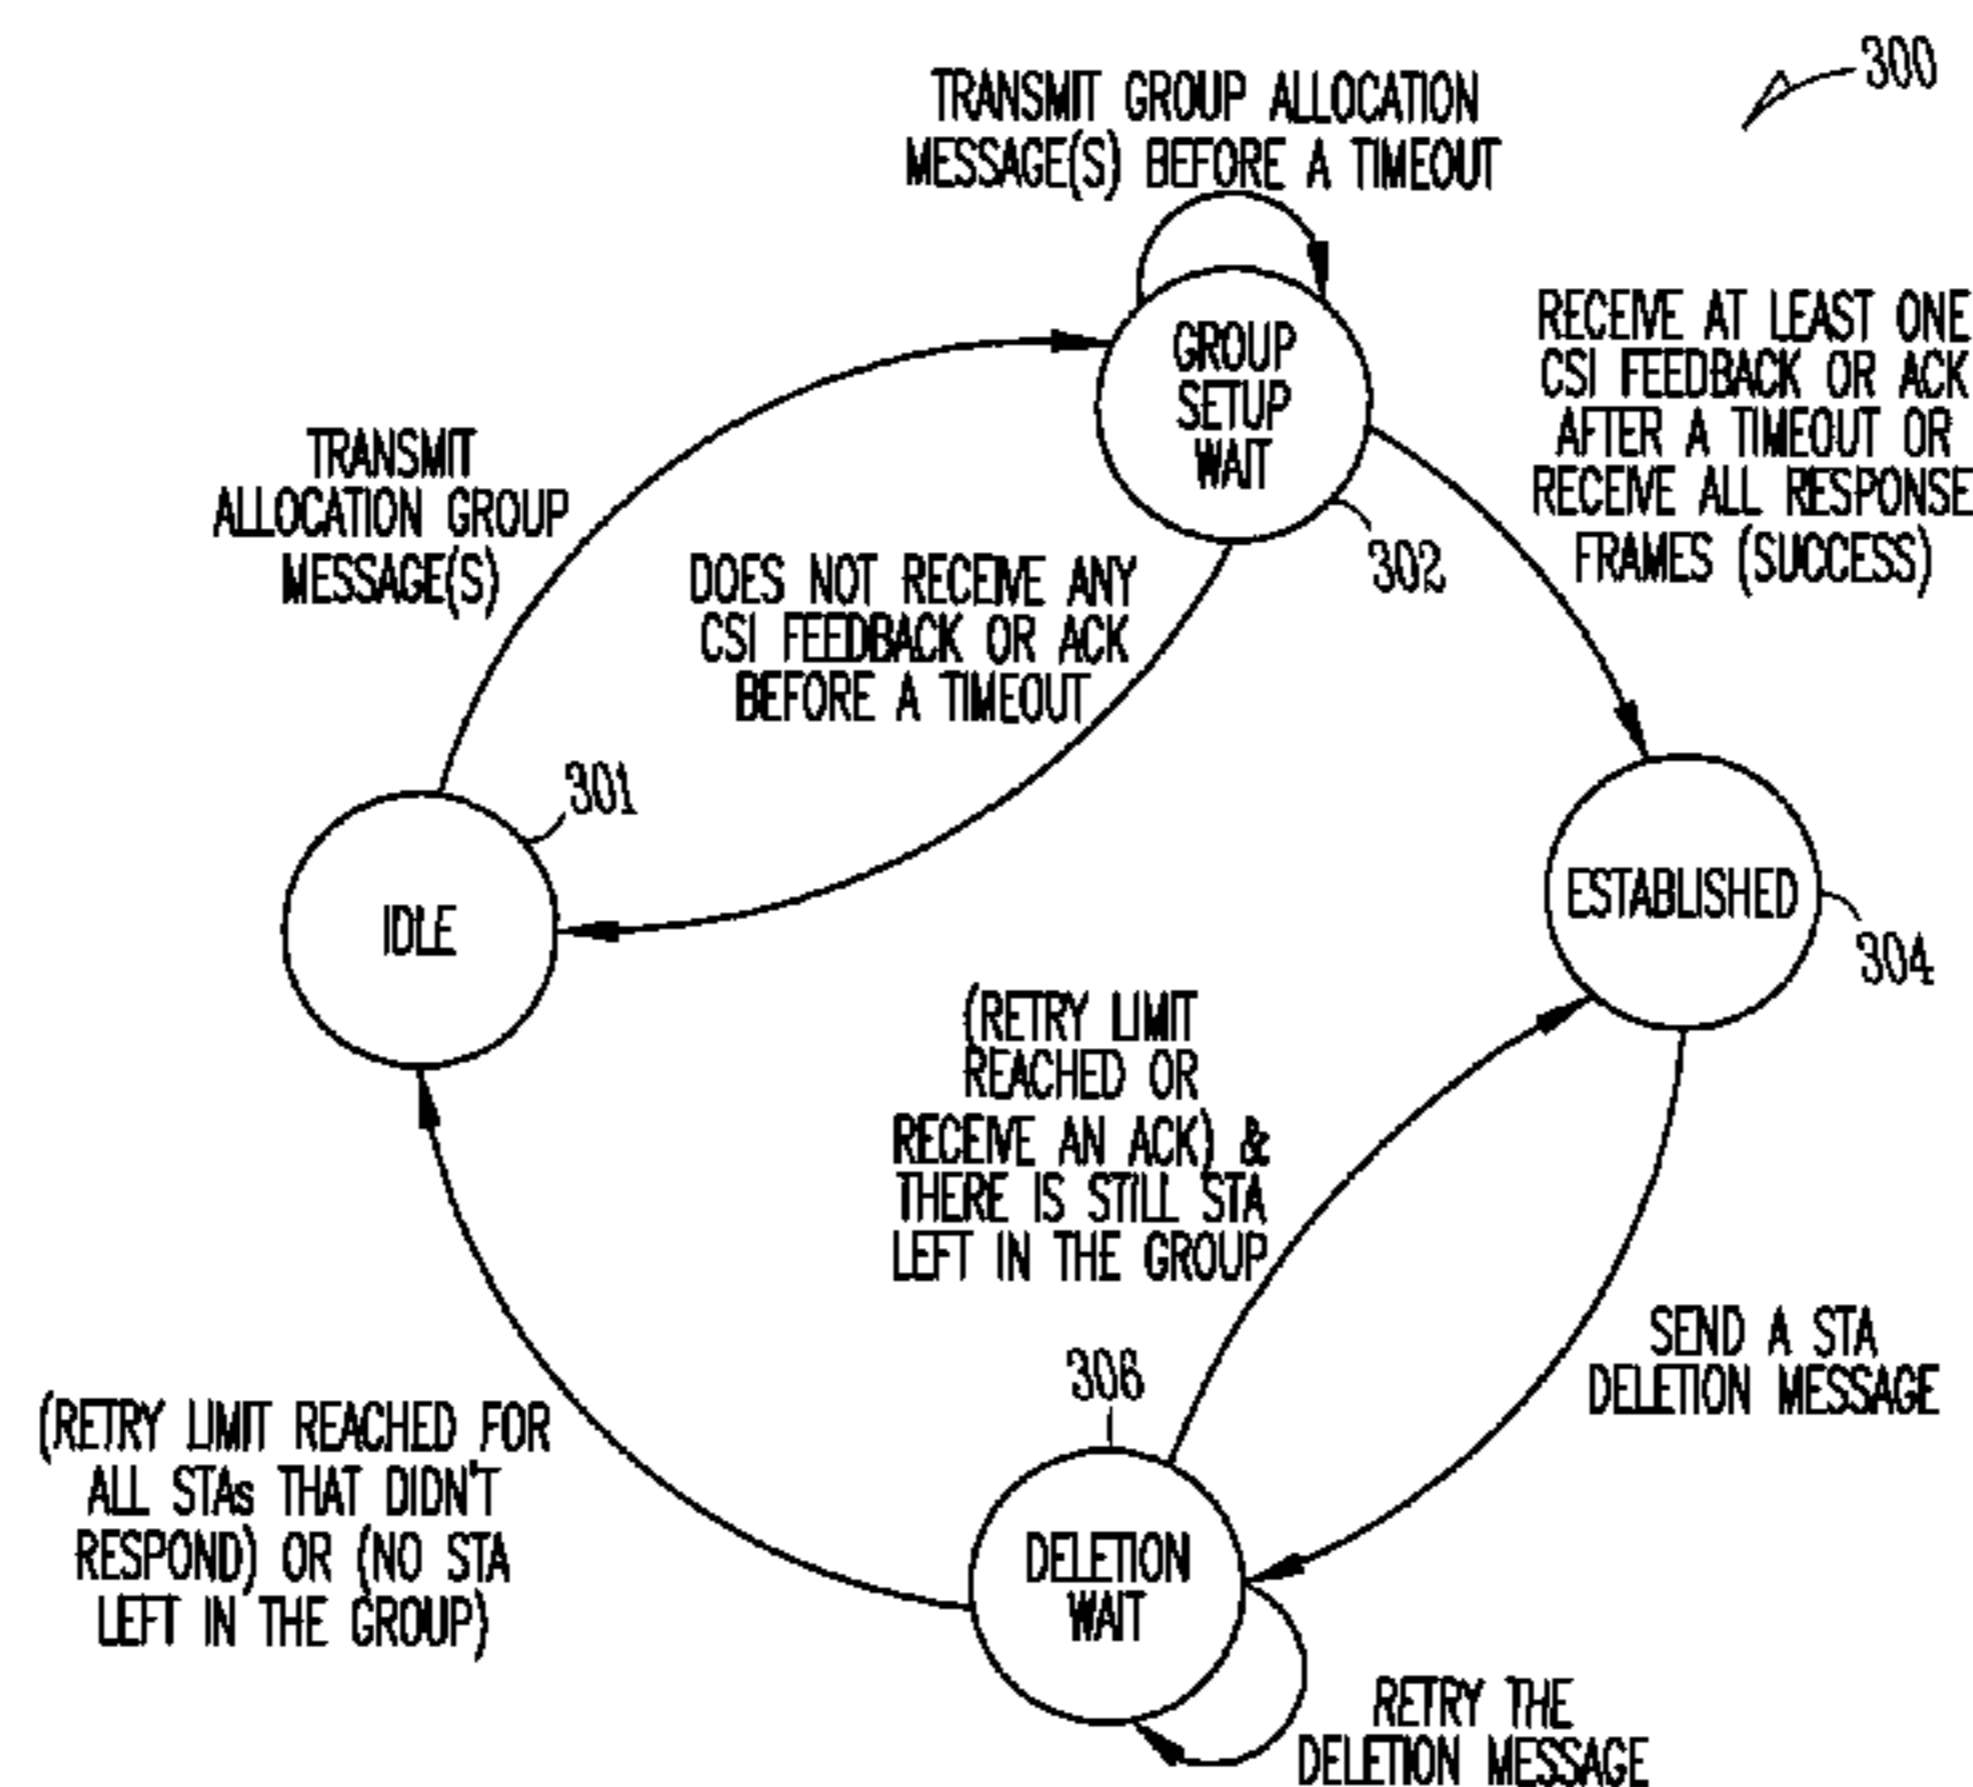 300
TRANSMIT GROUP ALLOCATION
MESSAGE(S) BEFORE A TIMEOUT
GROUP
SETUP
WAIT
302
RECEIVE AT LEAST ONE
CSI FEEDBACK OR ACK
AFTER A TIMEOUT OR
RECEIVE ALL RESPONSE
FRAMES (SUCCESS)
TRANSMIT
ALLOCATION GROUP
MESSAGE(S)
DOES NOT RECEIVE ANY
CSI FEEDBACK OR ACK
BEFORE A TIMEOUT
301
IDLE
ESTABLISHED
304
(RETRY LIMIT
REACHED OR
RECEIVE AN ACK) &
THERE IS STILL STA
LEFT IN THE GROUP
SEND A STA
DELETION MESSAGE
306
(RETRY LIMIT REACHED FOR
ALL STAs THAT DIDN'T
RESPOND) OR (NO STA
LEFT IN THE GROUP)
DELETION
WAIT
RETRY THE
DELETION MESSAGE